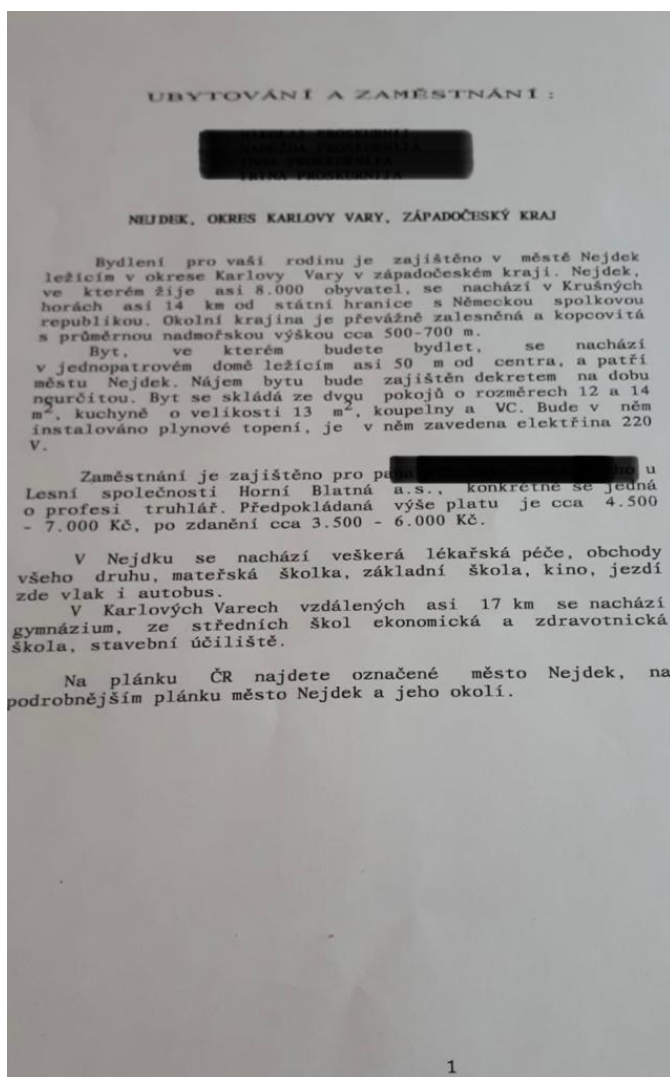 UBYTOVÁNÍ A ZAMĚSTNÁNÍ :
NEJDEK, OKRES KARLOVY VARY, ZÁPADOČESKÝ KRAJ
Bydlení pro vaši rodinu je zajištěno v městě Nejdek
ležícím v okrese Karlovy Vary v západočeském kraji. Nejdek,
ve kterém žije asi 8.000 obyvatel, se nachází v Krušných
horách asi 14 km od státní hranice s Německou spolkovou
republikou. Okolní krajina je převážně zalesněná a kopcovitá
s průměrnou nadmořskou výškou cca 500-700 m.
Byt, ve kterém budete bydlet, se nachází
v jednopatrovém domě ležícím asi 50 m od centra, a patří
městu Nejdek. Nájem bytu bude zajištěn dekretem na dobu
neurčitou. Byt se skládá ze dvou pokojů o rozměrech 12 a 14
m², kuchyně o velikosti 13 m², koupelny a VC. Bude v něm
instalováno plynové topení, je v něm zavedena elektřina 220
V.
Zaměstnání je zajištěno pro u
Lesní společnosti Horní Blatná a.s., konkrétně se jedná
o profesi truhlář. Předpokládaná výše platu je cca 4.500
- 7.000 Kč, po zdanění cca 3.500 - 6.000 Kč.
V Nejdku se nachází veškerá lékařská péče, obchody
všeho druhu, mateřská školka, základní škola, kino, jezdí
zde vlak i autobus.
V Karlových Varech vzdálených asi 17 km se nachází
gymnázium, ze středních škol ekonomická a zdravotnická
škola, stavební účiliště.
Na plánku ČR najdete označené město Nejdek, na
podrobnějším plánku město Nejdek a jeho okolí.
1